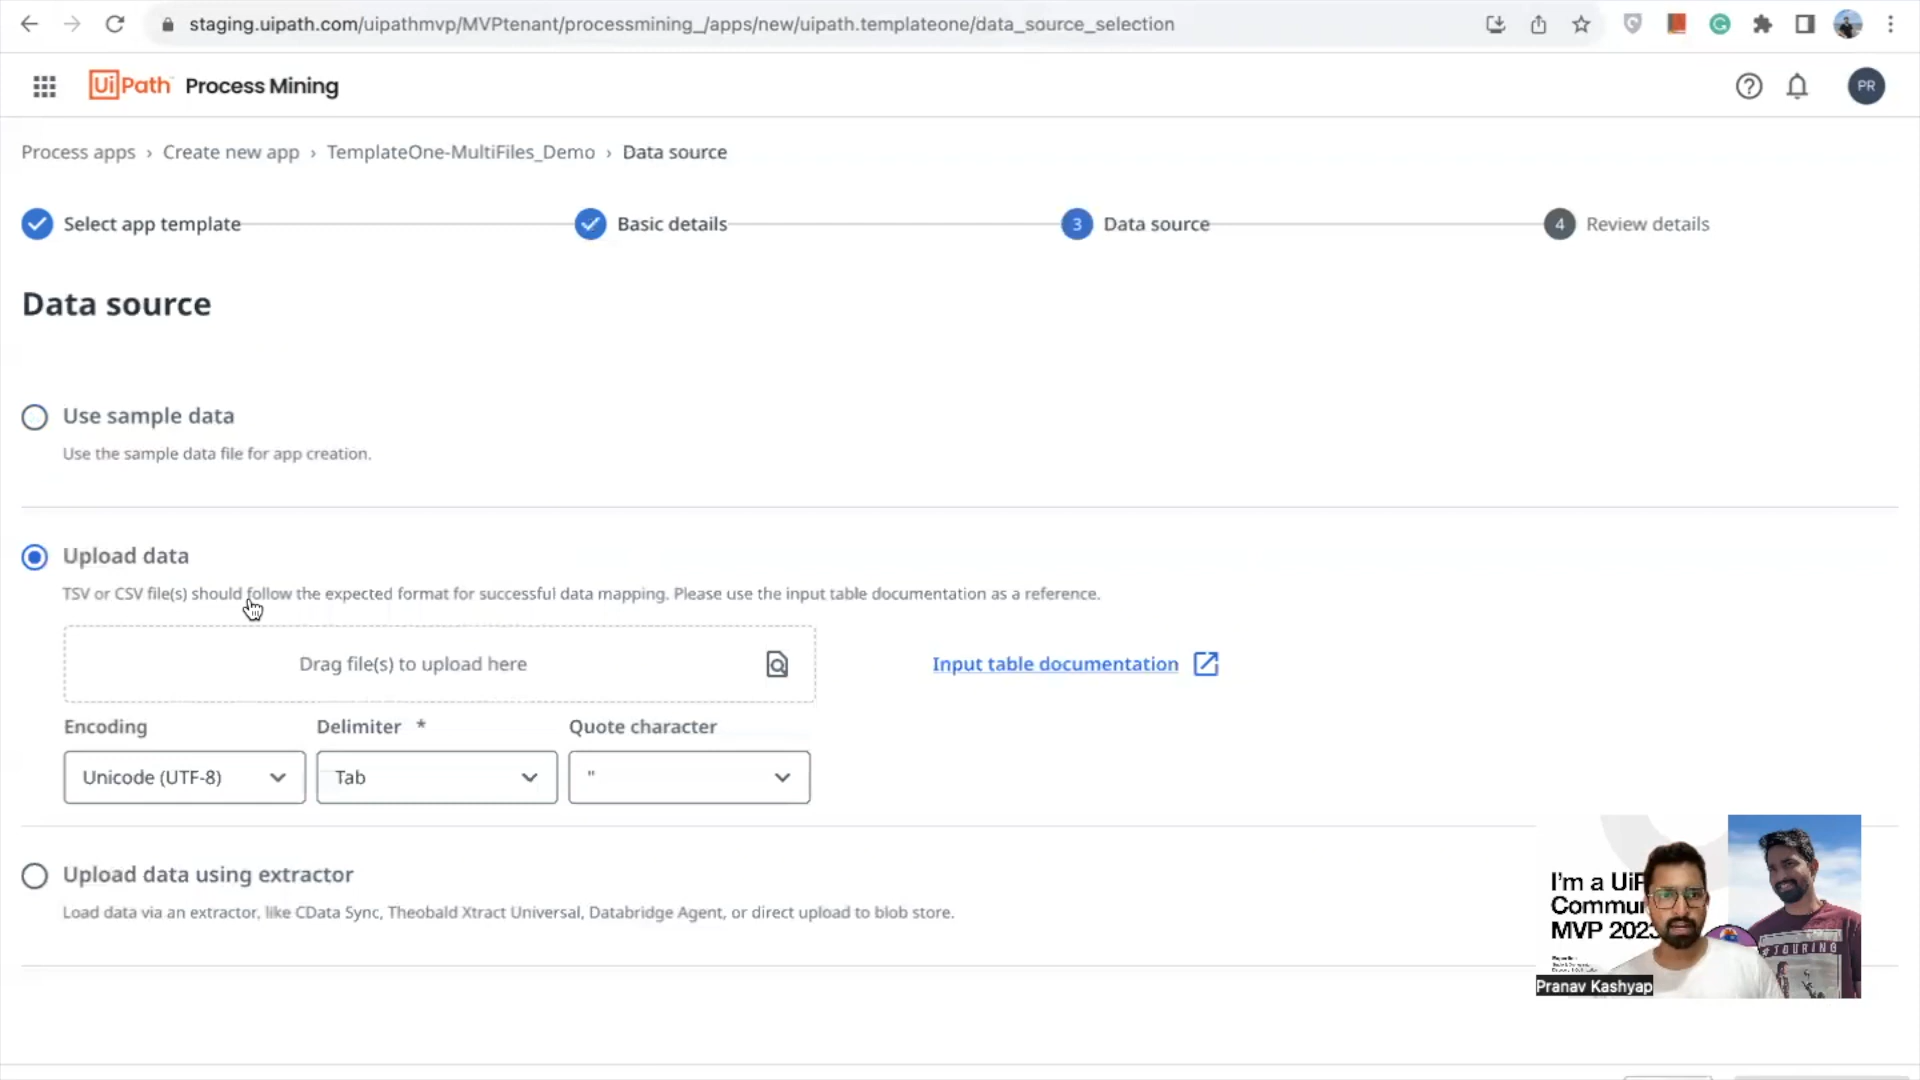 staging.uipath.com/uipathmvp/MVPtenant/processmining_/apps/new/uipath.templateone/data_source_selection
UiPath Process Mining
PR
Process apps › Create new app › TemplateOne-MultiFiles_Demo › Data source
Select app template
Basic details
3 Data source
4 Review details
Data source
Use sample data
Use the sample data file for app creation.
Upload data
TSV or CSV file(s) should follow the expected format for successful data mapping. Please use the input table documentation as a reference.
Drag file(s) to upload here
Input table documentation
Encoding Delimiter * Quote character
Unicode (UTF-8) Tab "
Upload data using extractor
Load data via an extractor, like CData Sync, Theobald Xtract Universal, Databridge Agent, or direct upload to blob store.
I'm a UiP
Commu
MVP 2023
TOURING
Pranav Kashyap